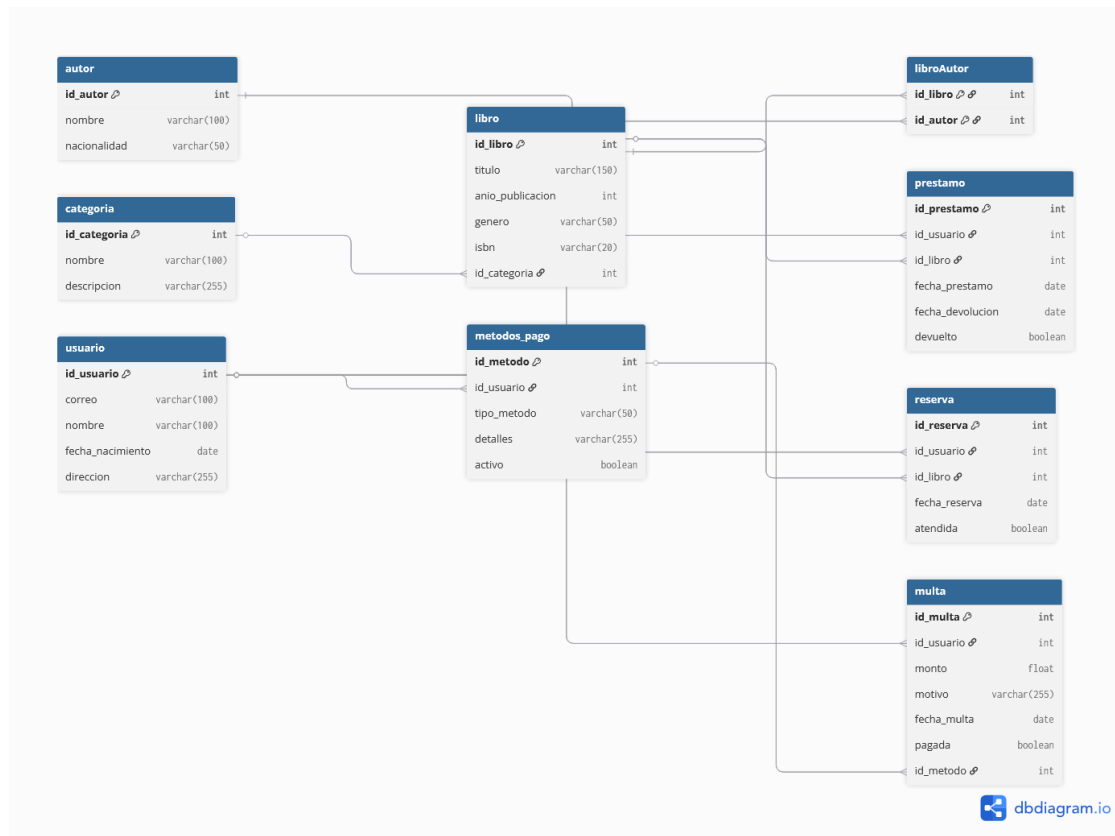 autor
id_autor int
nombre varchar(100)
nacionalidad varchar(50)
categoria
id_categoria int
nombre varchar(100)
descripcion varchar(255)
usuario
id_usuario int
correo varchar(100)
nombre varchar(100)
fecha_nacimiento date
direccion varchar(255)
libro
id_libro int
titulo varchar(150)
anio_publicacion int
genero varchar(50)
isbn varchar(20)
id_categoria int
metodos_pago
id_metodo int
id_usuario int
tipo_metodo varchar(50)
detalles varchar(255)
activo boolean
libroAutor
id_libro int
id_autor int
prestamo
id_prestamo int
id_usuario int
id_libro int
fecha_prestamo date
fecha_devolucion date
devuelto boolean
reserva
id_reserva int
id_usuario int
id_libro int
fecha_reserva date
atendida boolean
multa
id_multa int
id_usuario int
monto float
motivo varchar(255)
fecha_multa date
pagada boolean
id_metodo int
dbdiagram.io